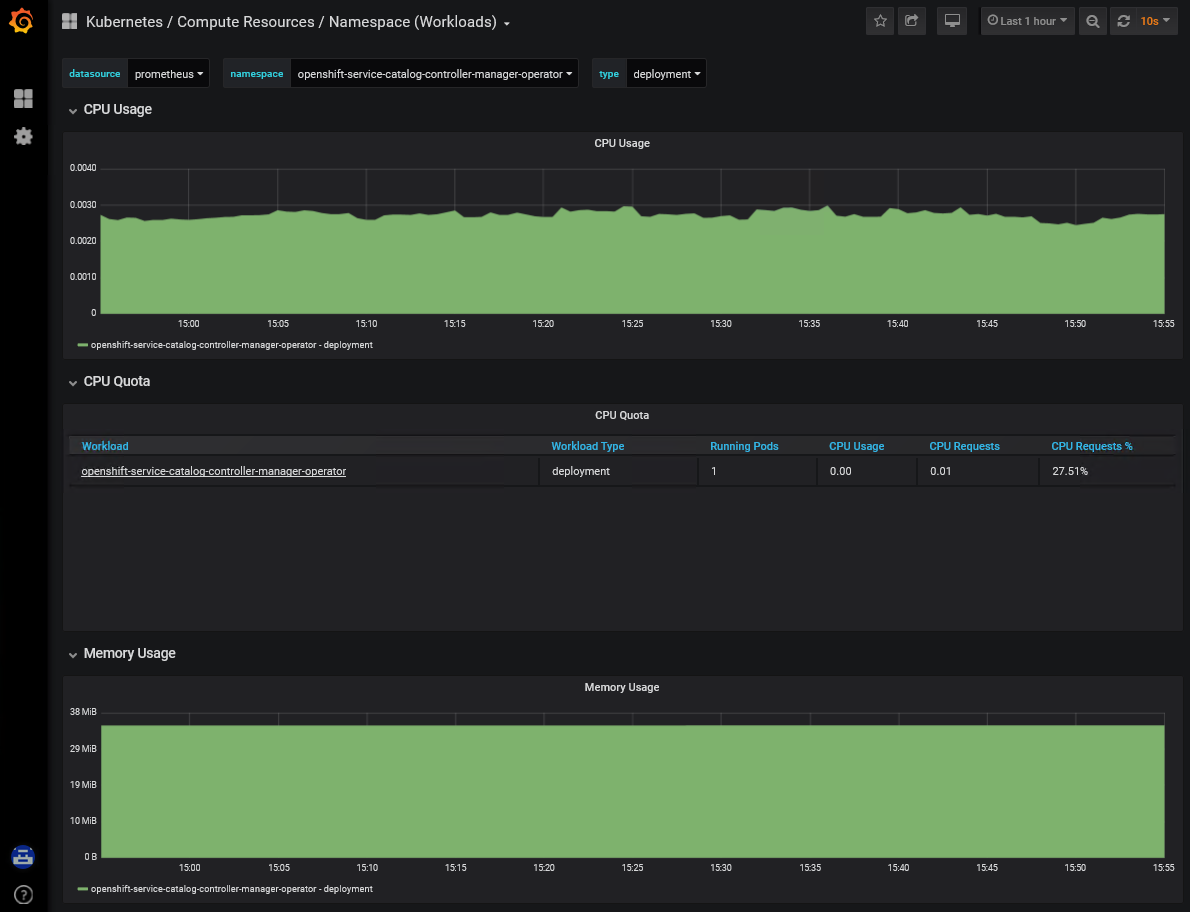 Kubernetes / Compute Resources / Namespace (Workloads)
Last 1 hour
10s
datasource prometheus namespace openshift-service-catalog-controller-manager-operator type deployment
CPU Usage
CPU Usage
0.0040
0.0030
0.0020
0.0010
0
15:00 15:05 15:10 15:15 15:20 15:25 15:30 15:35 15:40 15:45 15:50 15:55
openshift-service-catalog-controller-manager-operator - deployment
CPU Quota
CPU Quota
Workload Workload Type Running Pods CPU Usage CPU Requests CPU Requests %
openshift-service-catalog-controller-manager-operator deployment 1 0.00 0.01 27.51%
Memory Usage
Memory Usage
38 MiB
29 MiB
19 MiB
10 MiB
0 B
15:00 15:05 15:10 15:15 15:20 15:25 15:30 15:35 15:40 15:45 15:50 15:55
openshift-service-catalog-controller-manager-operator - deployment